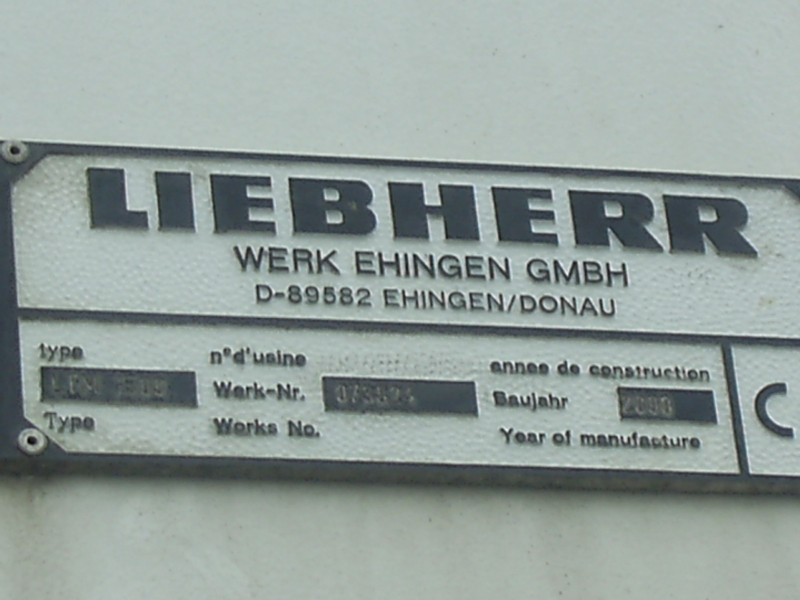 LIEBHERR
WERK EHINGEN GMBH
D-89582 EHINGEN/DONAU
type n°d'usine annee de construction
Werk-Nr. Baujahr
Type Works No. Year of manufacture